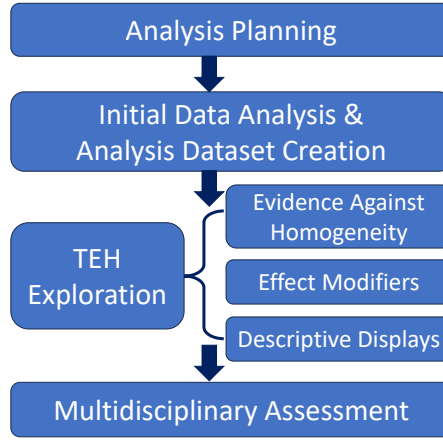 Analysis Planning
Initial Data Analysis &
Analysis Dataset Creation
TEH
Exploration
Evidence Against
Homogeneity
Effect Modifiers
Descriptive Displays
Multidisciplinary Assessment